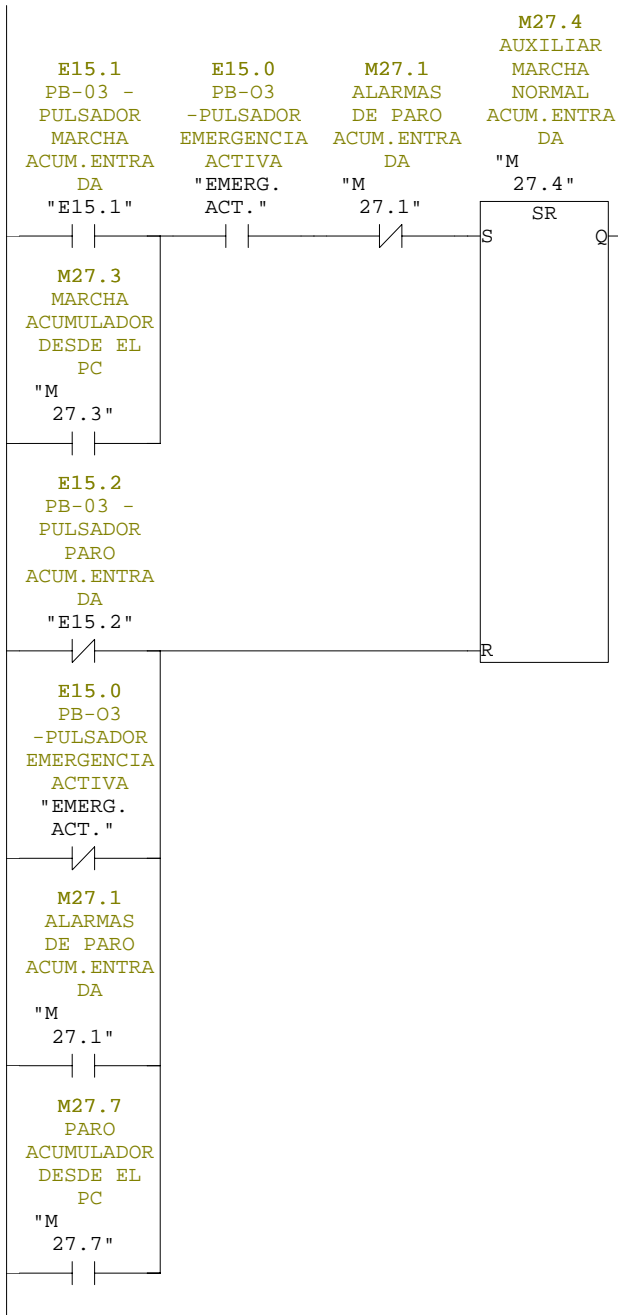 M27.4
AUXILIAR
MARCHA
NORMAL
ACUM.ENTRA
DA
"M
27.4"
SR
S
Q
E15.1
PB-03 -
PULSADOR
MARCHA
ACUM.ENTRA
DA
"E15.1"
E15.0
PB-O3
-PULSADOR
EMERGENCIA
ACTIVA
"EMERG.
ACT."
M27.1
ALARMAS
DE PARO
ACUM.ENTRA
DA
"M
27.1"
M27.3
MARCHA
ACUMULADOR
DESDE EL
PC
"M
27.3"
E15.2
PB-03 -
PULSADOR
PARO
ACUM.ENTRA
DA
"E15.2"
R
E15.0
PB-O3
-PULSADOR
EMERGENCIA
ACTIVA
"EMERG.
ACT."
M27.1
ALARMAS
DE PARO
ACUM.ENTRA
DA
"M
27.1"
M27.7
PARO
ACUMULADOR
DESDE EL
PC
"M
27.7"